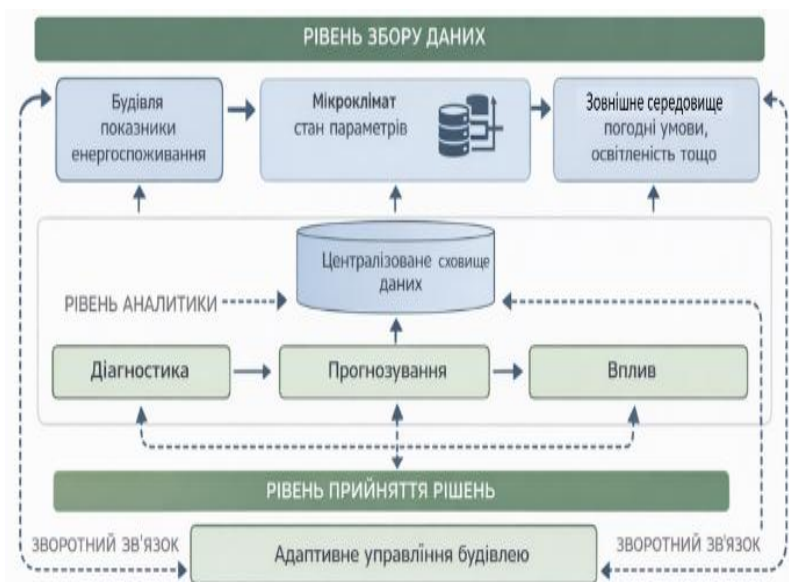 РІВЕНЬ ЗБОРУ ДАНИХ
Будівля
показники
енергоспоживання
Мікроклімат
стан параметрів
Зовнішне середовище
погодні умови,
освітленість тощо
Централізоване сховище
даних
РІВЕНЬ АНАЛІТИКИ
Діагностика
Прогнозування
Вплив
РІВЕНЬ ПРИЙНЯТТЯ РІШЕНЬ
ЗВОРОТНИЙ ЗВ'ЯЗОК
Адаптивне управління будівлею
ЗВОРОТНИЙ ЗВ'ЯЗОК